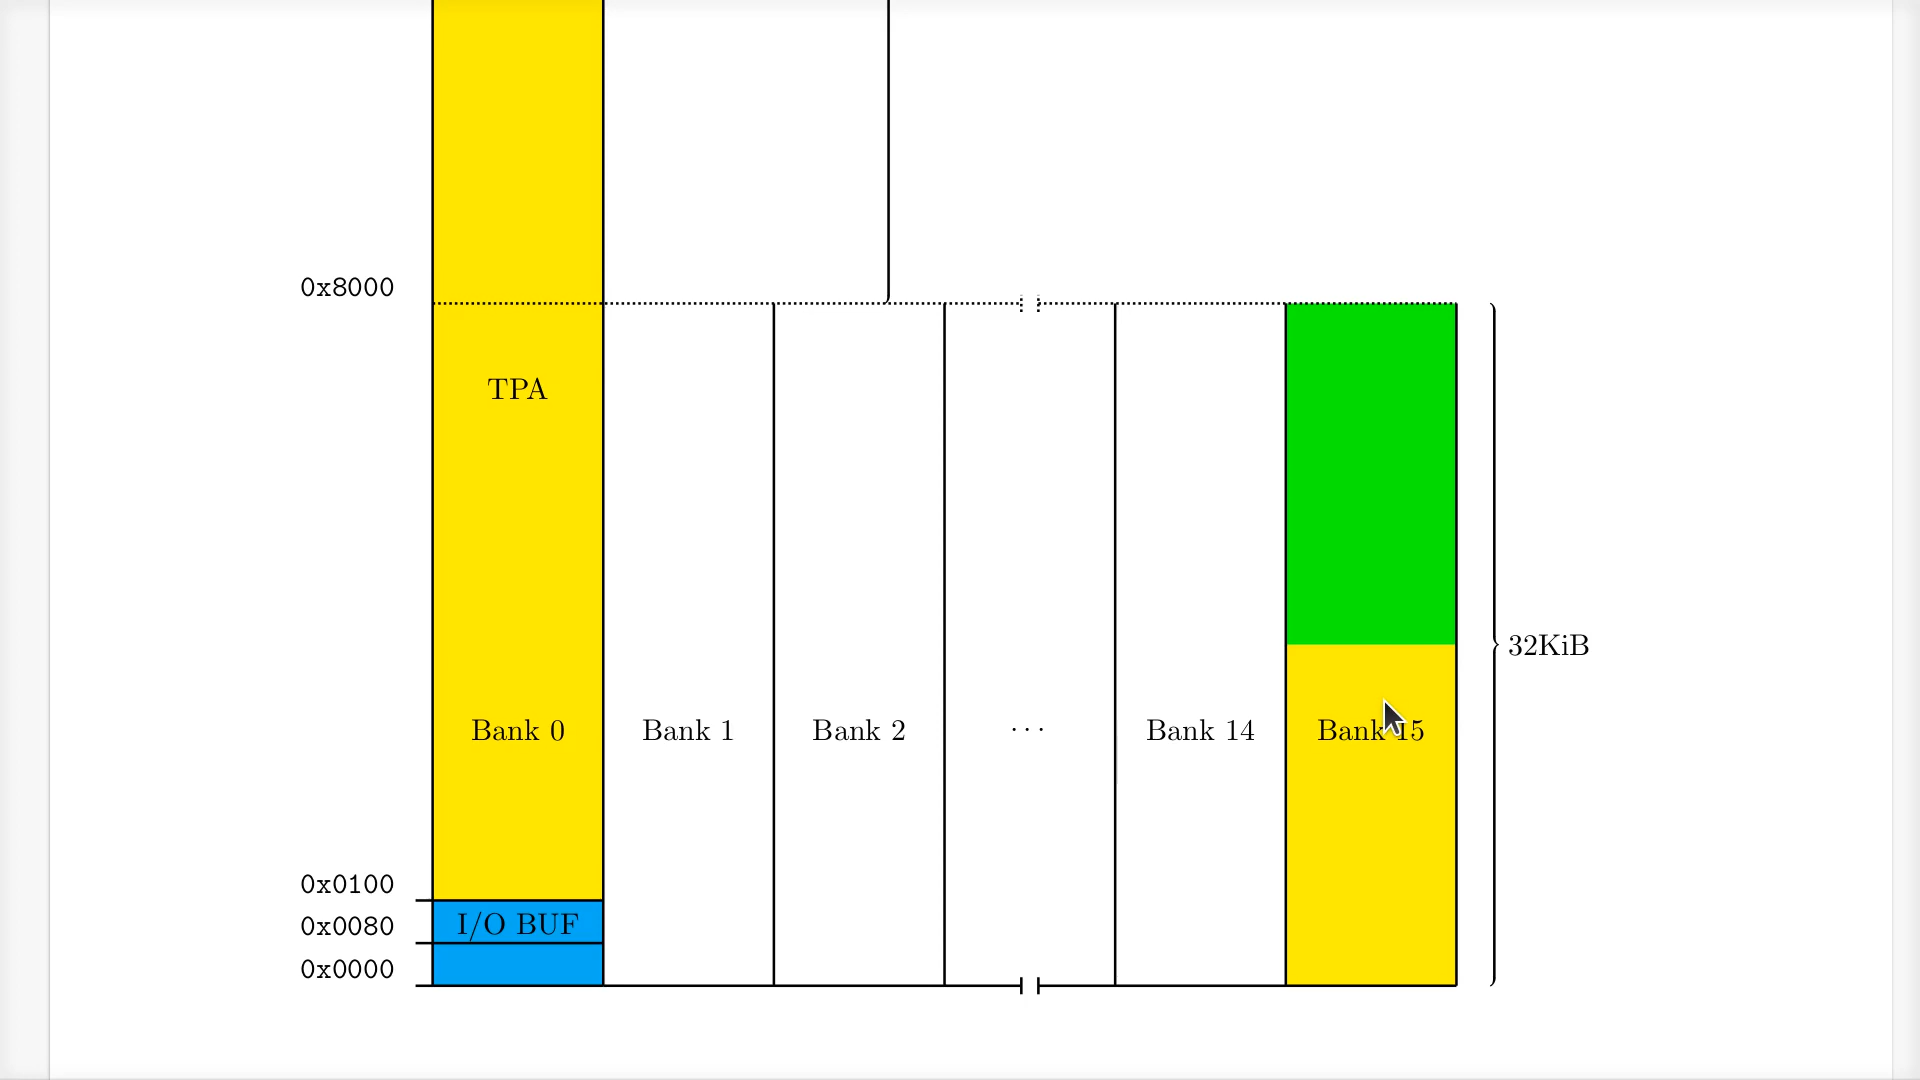 0x8000
TPA
32KiB
Bank 0 Bank 1 Bank 2 ... Bank 14 Bank 15
0x0100
I/O BUF
0x0080
0x0000